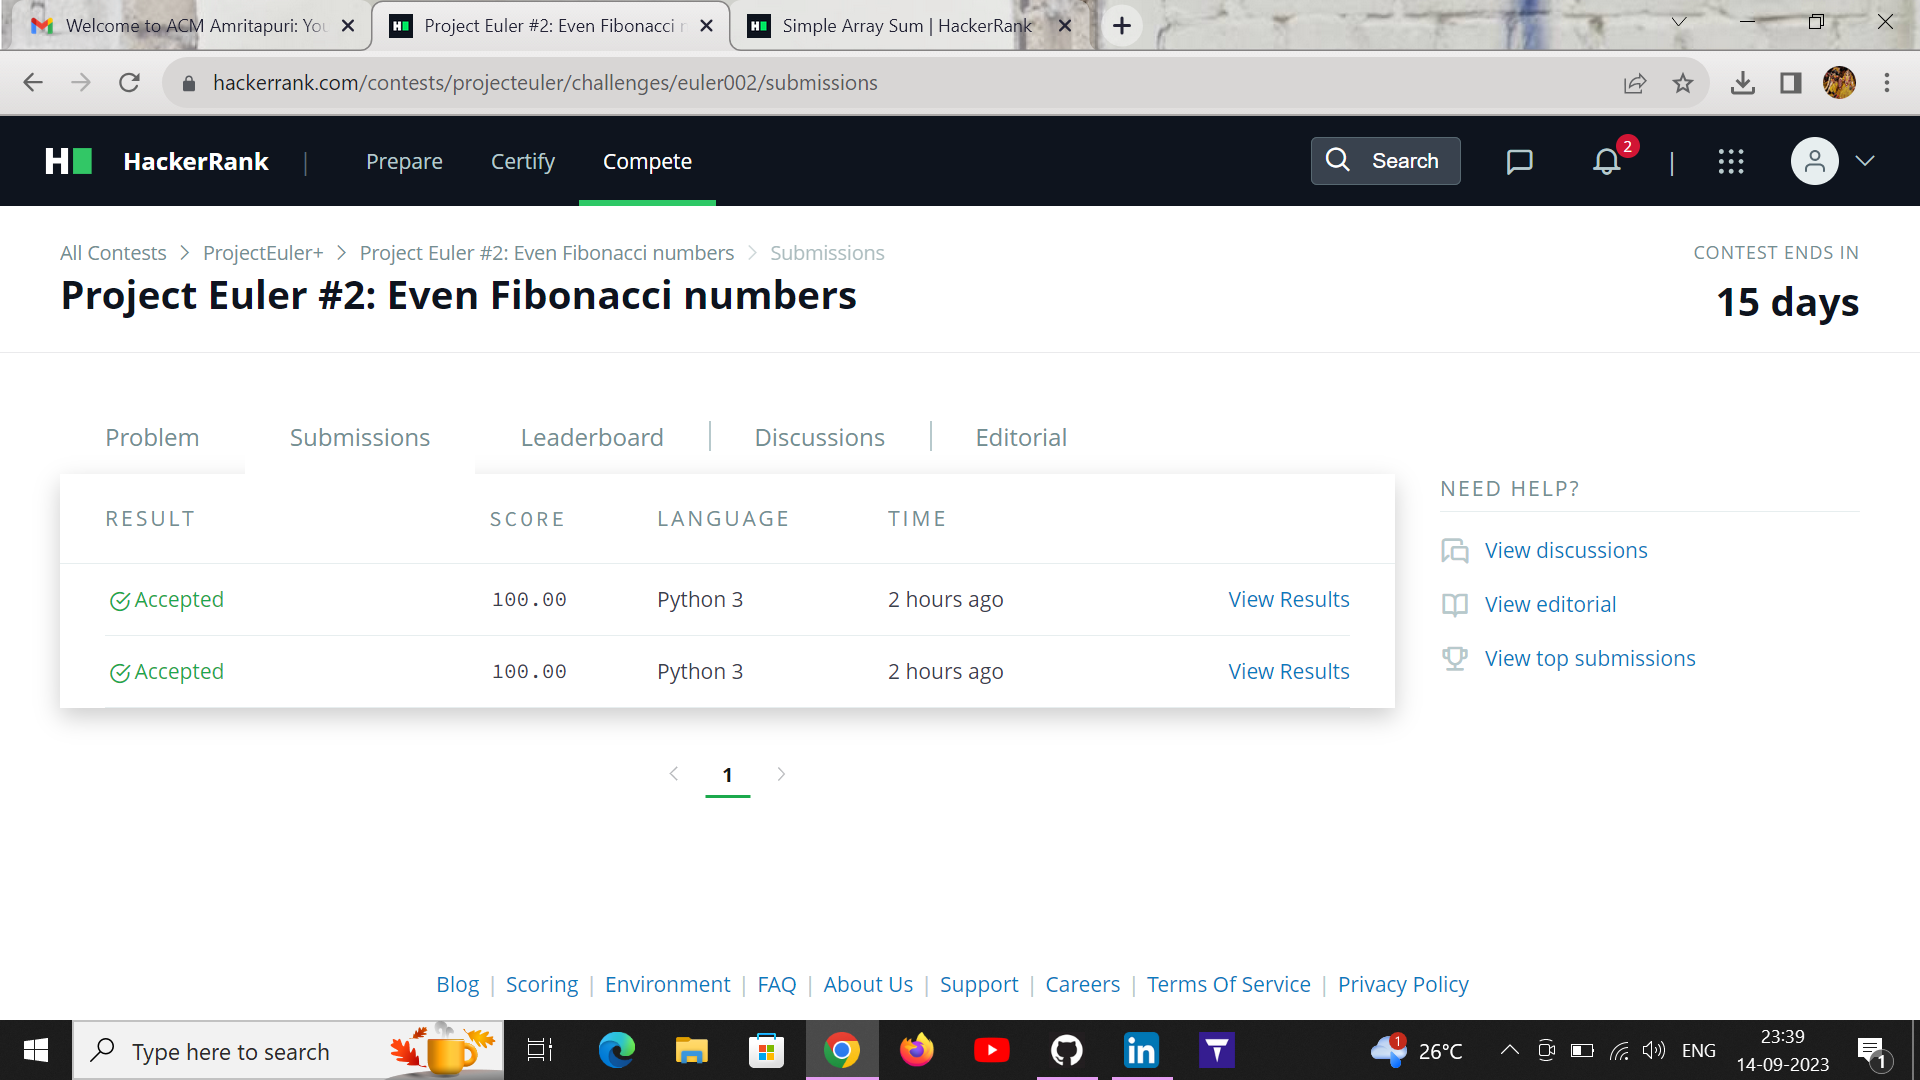 Welcome to ACM Amritapuri: You
Project Euler #2: Even Fibonacci n
Simple Array Sum | HackerRank
hackerrank.com/contests/projecteuler/challenges/euler002/submissions
HackerRank | Prepare Certify Compete Search 2 |
All Contests > ProjectEuler+ > Project Euler #2: Even Fibonacci numbers > Submissions
CONTEST ENDS IN
Project Euler #2: Even Fibonacci numbers
15 days
Problem Submissions Leaderboard | Discussions | Editorial
RESULT SCORE LANGUAGE TIME
Accepted 100.00 Python 3 2 hours ago View Results
Accepted 100.00 Python 3 2 hours ago View Results
1
NEED HELP?
View discussions
View editorial
View top submissions
Blog | Scoring | Environment | FAQ | About Us | Support | Careers | Terms Of Service | Privacy Policy
Type here to search
1
26°C
ENG
23:39
14-09-2023
1